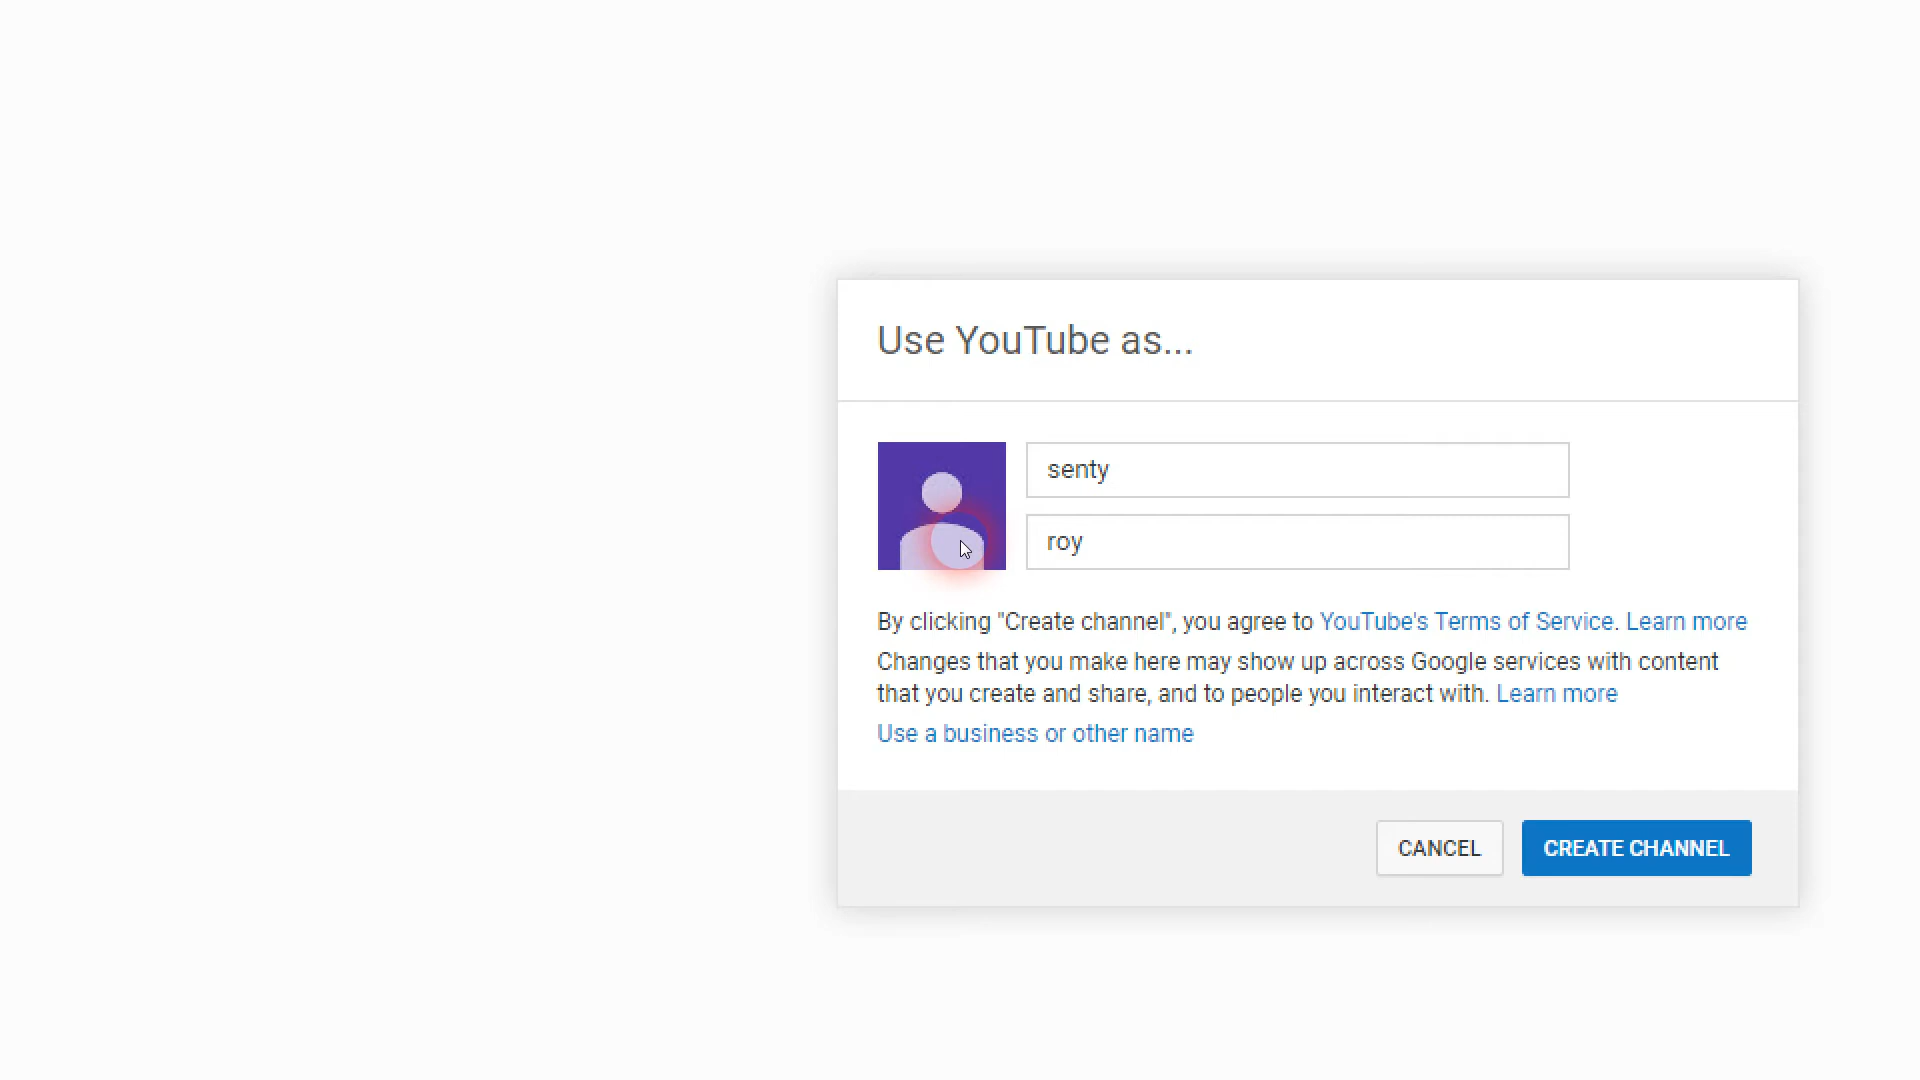 Use YouTube as...
senty
roy
By clicking "Create channel", you agree to YouTube's Terms of Service. Learn more
Changes that you make here may show up across Google services with content
that you create and share, and to people you interact with. Learn more
Use a business or other name
CANCEL
CREATE CHANNEL